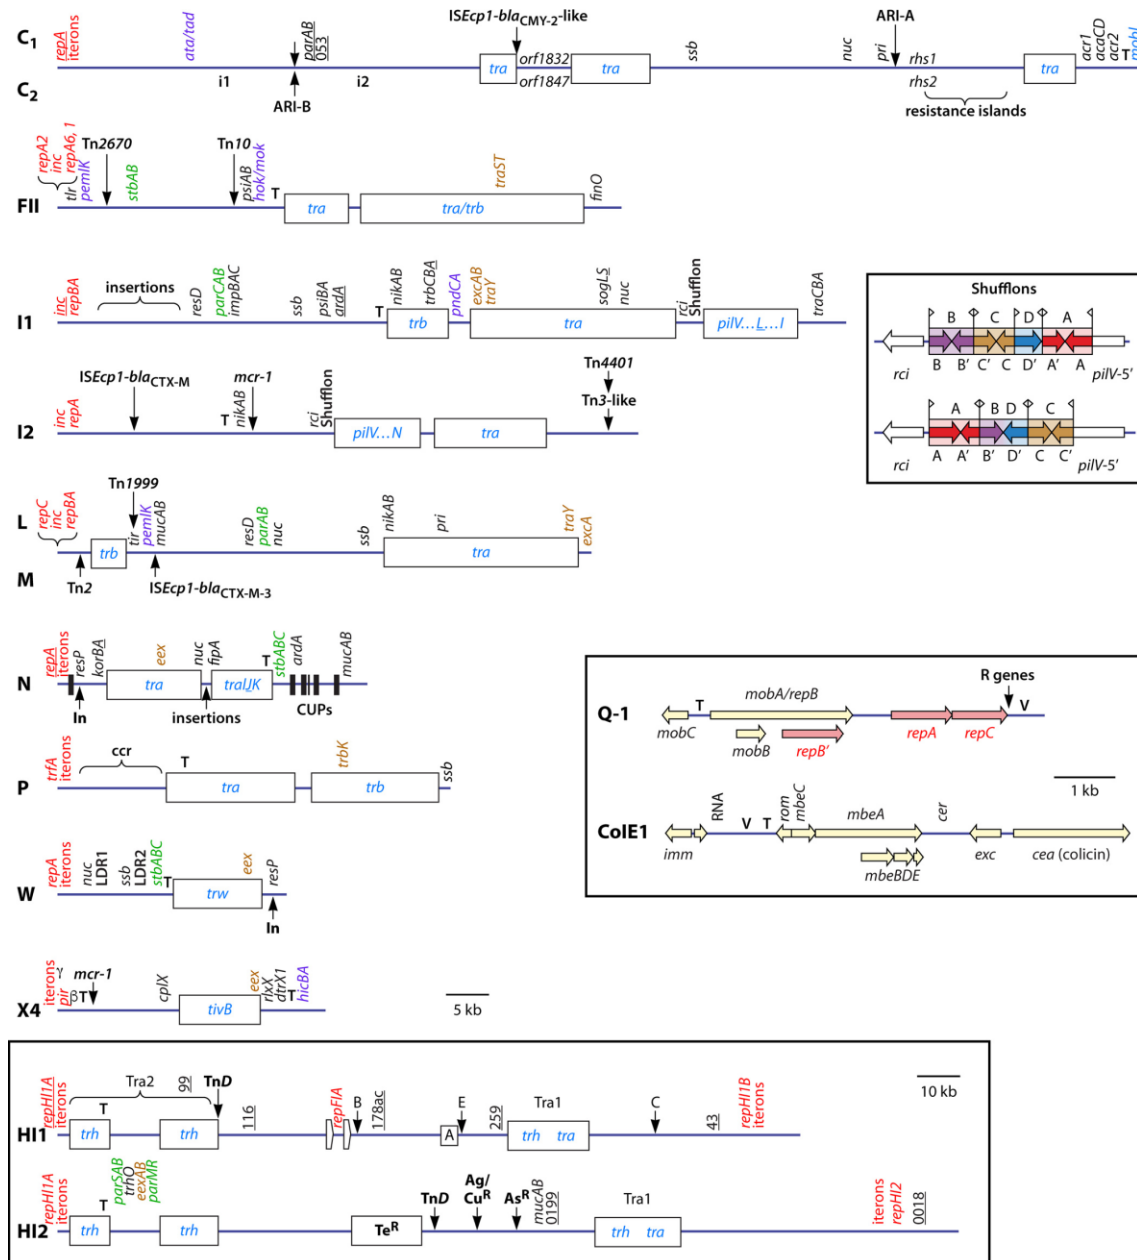 C1
C2
repA
iterons
ata/tad
i1
ARI-B
parAB
053
i2
ISEcp1-blaCMY-2-like
tra
orf1832
orf1847
tra
ssb
nuc
pri
ARI-A
rhs1
rhs2
resistance islands
tra
acr1
acaCD
acr2
T
mobI
FII
repA2
inc
repA6, 1
tir
pemIK
Tn2670
stbAB
Tn10
psiAB
hok/mok
T
tra
traST
tra/trb
finO
I1
inc
repBA
insertions
resD
parCAB
impBAC
ssb
psiBA
ardA
T
nikAB
trbCBA
trb
pndCA
excAB
traY
tra
sogLS
nuc
rci
Shufflon
pilV...L...I
traCBA
Shufflons
B C D A
rci
B B′ C′ C D′ A′ A
pilV-5′
A B D C
rci
A A′ B′ D′ C C′
pilV-5′
I2
inc
repA
ISEcp1-blaCTX-M
T
nikAB
mcr-1
rci
Shufflon
pilV...N
tra
Tn4401
Tn3-like
L
M
repC
inc
repBA
Tn2
trb
Tn1999
tir
pemIK
mucAB
ISEcp1-blaCTX-M-3
resD
parAB
nuc
ssb
nikAB
pri
tra
traY
excA
N
repA
iterons
resP
In
korBA
eex
tra
nuc
fipA
insertions
traIJK
T
stbABC
ardA
CUPs
mucAB
P
trfA
iterons
ccr
T
tra
trbK
trb
ssb
W
repA
iterons
nuc
LDR1
ssb
LDR2
stbABC
T
trw
eex
resP
In
X4
iterons
γ
pir
β
T
mcr-1
cplX
tivB
eex
rlxX
dtrX1
T
hicBA
5 kb
Q-1
mobC
T
mobA/repB
mobB
repB′
repA
repC
R genes
V
1 kb
ColE1
imm
RNA
V
T
rom
mbeC
mbeA
mbeBDE
cer
exc
cea (colicin)
10 kb
HI1
repHI1A
iterons
Tra2
T
trh
99
trh
TnD
116
repFIA
B
178ac
A
E
259
Tra1
trh tra
C
43
repHI1B
iterons
HI2
repHI1A
iterons
T
trh
parSAB
trhO
eexAB
parMR
trh
TeR
TnD
Ag/
CuR
AsR
mucAB
0199
Tra1
trh tra
iterons
repHI2
0018